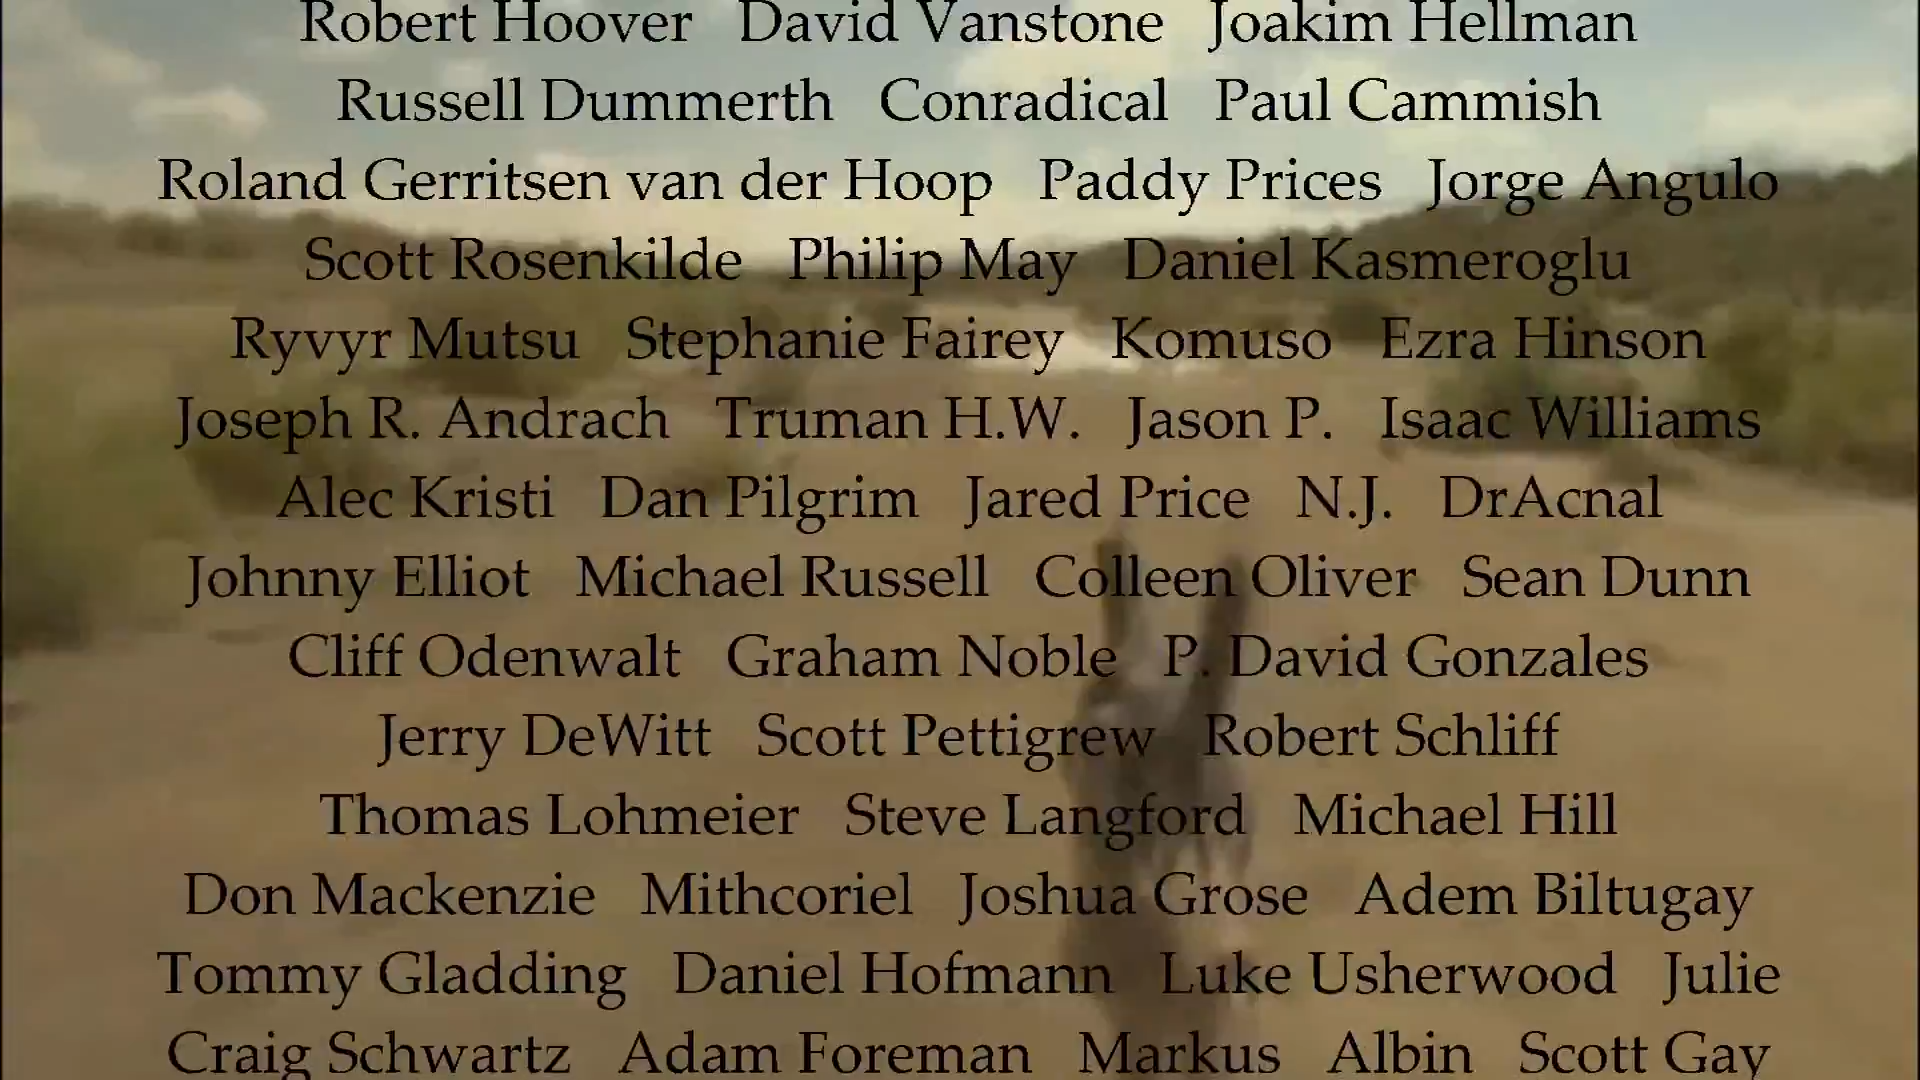 Robert Hoover David Vanstone Joakim Hellman
Russell Dummerth Conradical Paul Cammish
Roland Gerritsen van der Hoop Paddy Prices Jorge Angulo
Scott Rosenkilde Philip May Daniel Kasmeroglu
Ryvyr Mutsu Stephanie Fairey Komuso Ezra Hinson
Joseph R. Andrach Truman H.W. Jason P. Isaac Williams
Alec Kristi Dan Pilgrim Jared Price N.J. DrAcnal
Johnny Elliot Michael Russell Colleen Oliver Sean Dunn
Cliff Odenwalt Graham Noble P. David Gonzales
Jerry DeWitt Scott Pettigrew Robert Schliff
Thomas Lohmeier Steve Langford Michael Hill
Don Mackenzie Mithcoriel Joshua Grose Adem Biltugay
Tommy Gladding Daniel Hofmann Luke Usherwood Julie
Craig Schwartz Adam Foreman Markus Albin Scott Gay